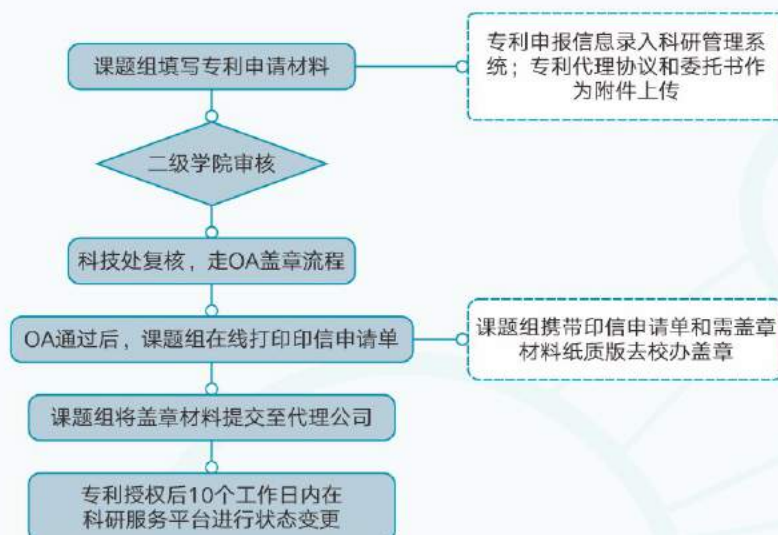 课题组填写专利申请材料
专利申报信息录入科研管理系
统；专利代理协议和委托书作
为附件上传
二级学院审核
科技处复核，走OA盖章流程
OA通过后，课题组在线打印印信申请单
课题组携带印信申请单和需盖章
材料纸质版去校办盖章
课题组将盖章材料提交至代理公司
专利授权后10个工作日内在
科研服务平台进行状态变更